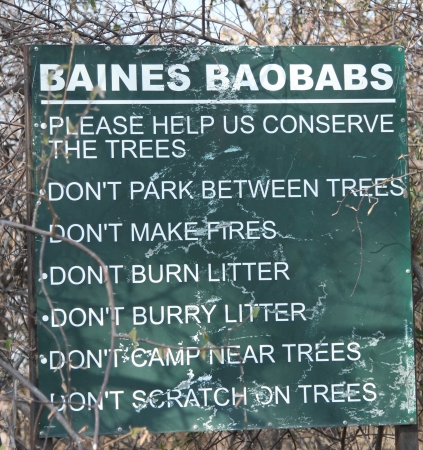 BAINES BAOBABS
•PLEASE HELP US CONSERVE
THE TREES
•DON'T PARK BETWEEN TREES
•DON'T MAKE FIRES
•DON'T BURN LITTER
•DON'T BURRY LITTER
•DON'T CAMP NEAR TREES
DON'T SCRATCH ON TREES